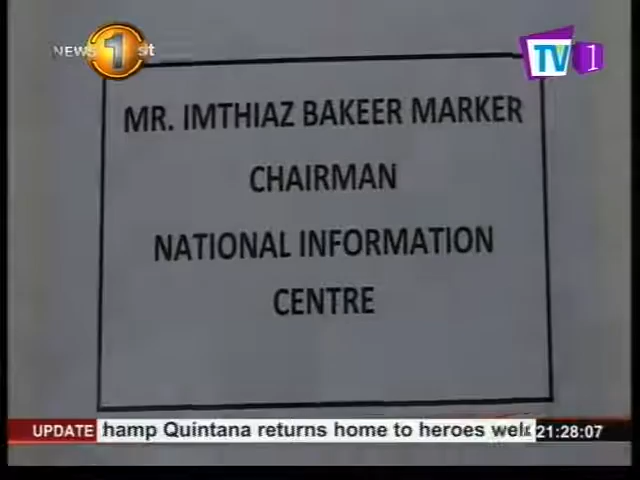 NEWS 1st
TV 1
MR. IMTHIAZ BAKEER MARKER
CHAIRMAN
NATIONAL INFORMATION
CENTRE
UPDATE hamp Quintana returns home to heroes wel 21:28:07